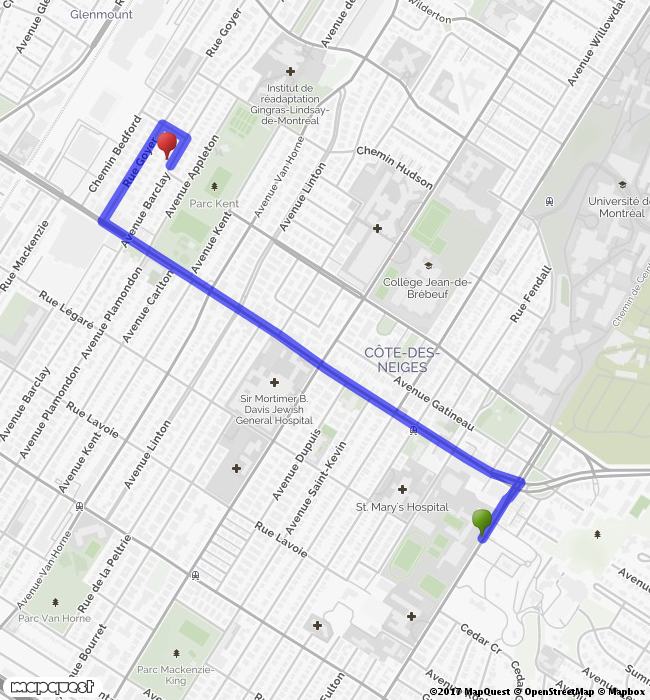 Wilderton
Glenmount
Avenue Gle
Rue Goyer
Avenue de
Avenue Willowdale
Institut de
réadaptation
Gingras-Lindsay-
de-Montréal
Chemin Bedford
Rue Goyer
Avenue Barclay
Avenue Appleton
Parc Kent
Avenue Kent
Avenue Van-Horne
Avenue Linton
Chemin Hudson
Université de
Montréal
Collège Jean-de-
Brébeuf
Rue Fendall
Chemin de Ceint
Rue Mackenzie
Rue Légaré
Avenue Plamondon
Avenue Carlton
CÔTE-DES-
NEIGES
Avenue Gatineau
Avenue Barclay
Avenue Plamondon
Rue Lavoie
Avenue Kent
Avenue Linton
Sir Mortimer B.
Davis Jewish
General Hospital
Avenue Dupuis
Avenue Saint-Kevin
St. Mary's Hospital
Rue Lavoie
Avenue Van-Horne
Rue de la Peltrie
Parc Van Horne
Avenue Bourret
Parc Mackenzie-
King
Fulton
Cedar Cr
Cedar
Avenue
Summ
mapquest
©2017 MapQuest © OpenStreetMap © Mapbox